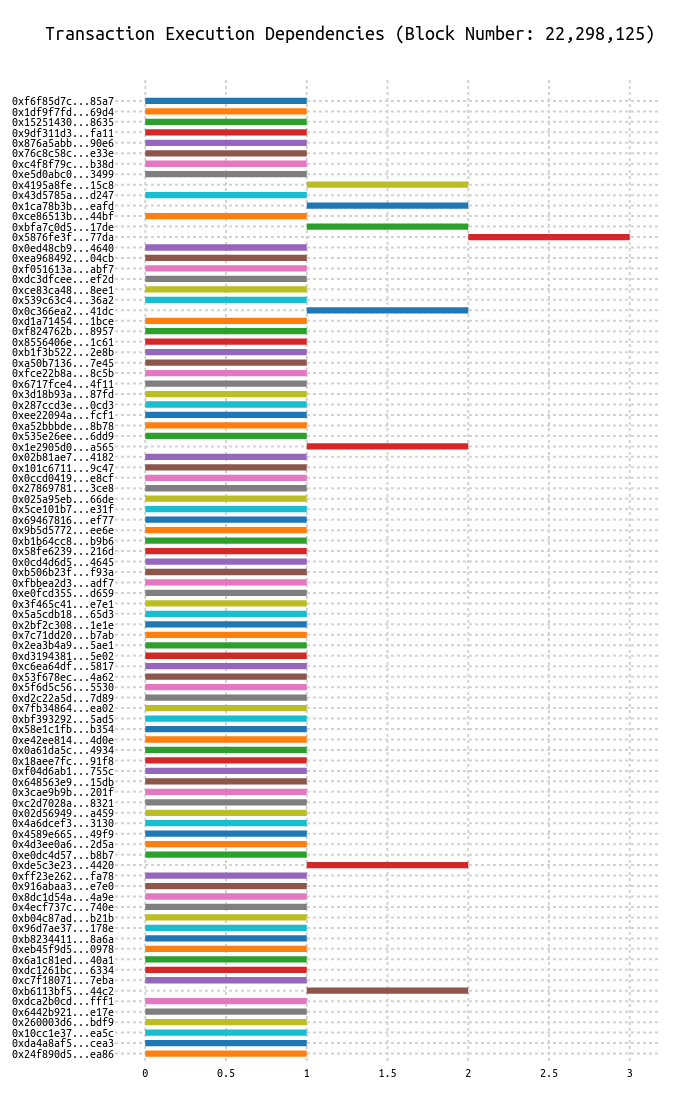 Transaction Execution Dependencies (Block Number: 22,298,125)
0xf6f85d7c...85a7
0x1df9f7fd...69d4
0x15251430...8635
0x9df311d3...fa11
0x876a5abb...90e6
0x76c8c58c...e33e
0xc4f8f79c...b38d
0xe5d0abc0...3499
0x4195a8fe...15c8
0x43d5785a...d247
0x1ca78b3b...eafd
0xce86513b...44bf
0xbfa7c0d5...17de
0x5876fe3f...77da
0x0ed48cb9...4640
0xea968492...04cb
0xf051613a...abf7
0xdc3dfcee...ef2d
0xce83ca48...8ee1
0x539c63c4...36a2
0x0c366ea2...41dc
0xd1a71454...1bce
0xf824762b...8957
0x8556406e...1c61
0xb1f3b522...2e8b
0xa50b7136...7e45
0xfce22b8a...8c5b
0x6717fce4...4f11
0x3d18b93a...87fd
0x287ccd3e...0cd3
0xee22094a...fcf1
0xa52bbbde...8b78
0x535e26ee...6dd9
0x1e2905d0...a565
0x02b81ae7...4182
0x101c6711...9c47
0x0ccd0419...e8cf
0x27869781...3ce8
0x025a95eb...66de
0x5ce101b7...e31f
0x69467816...ef77
0x9b5d5772...ee6e
0xb1b64cc8...b9b6
0x58fe6239...216d
0x0cd4d6d5...4645
0xb506b23f...f93a
0xfbbea2d3...adf7
0xe0fcd355...d659
0x3f465c41...e7e1
0x5a5cdb18...65d3
0x2bf2c308...1e1e
0x7c71dd20...b7ab
0x2ea3b4a9...5ae1
0xd3194381...5e02
0xc6ea64df...5817
0x53f678ec...4a62
0x5f6d5c56...5530
0xd2c22a5d...7d89
0x7fb34864...ea02
0xbf393292...5ad5
0x58e1c1fb...b354
0xe42ee814...4d0e
0x0a61da5c...4934
0x18aee7fc...91f8
0xf04d6ab1...755c
0x648563e9...15db
0x3cae9b9b...201f
0xc2d7028a...8321
0x02d56949...a459
0x4a6dcef3...3130
0x4589e665...49f9
0x4d3ee0a6...2d5a
0xe0dc4d57...b8b7
0xde5c3e23...4420
0xff23e262...fa78
0x916abaa3...e7e0
0x8dc1d54a...4a9e
0x4ecf737c...740e
0xb04c87ad...b21b
0x96d7ae37...178e
0xb8234411...8a6a
0xeb45f9d5...0978
0x6a1c81ed...40a1
0xdc1261bc...6334
0xc7f18071...7eba
0xb6113bf5...44c2
0xdca2b0cd...fff1
0x6442b921...e17e
0x260003d6...bdf9
0x10cc1e37...ea5c
0xda4a8af5...cea3
0x24f890d5...ea86
0 0.5 1 1.5 2 2.5 3